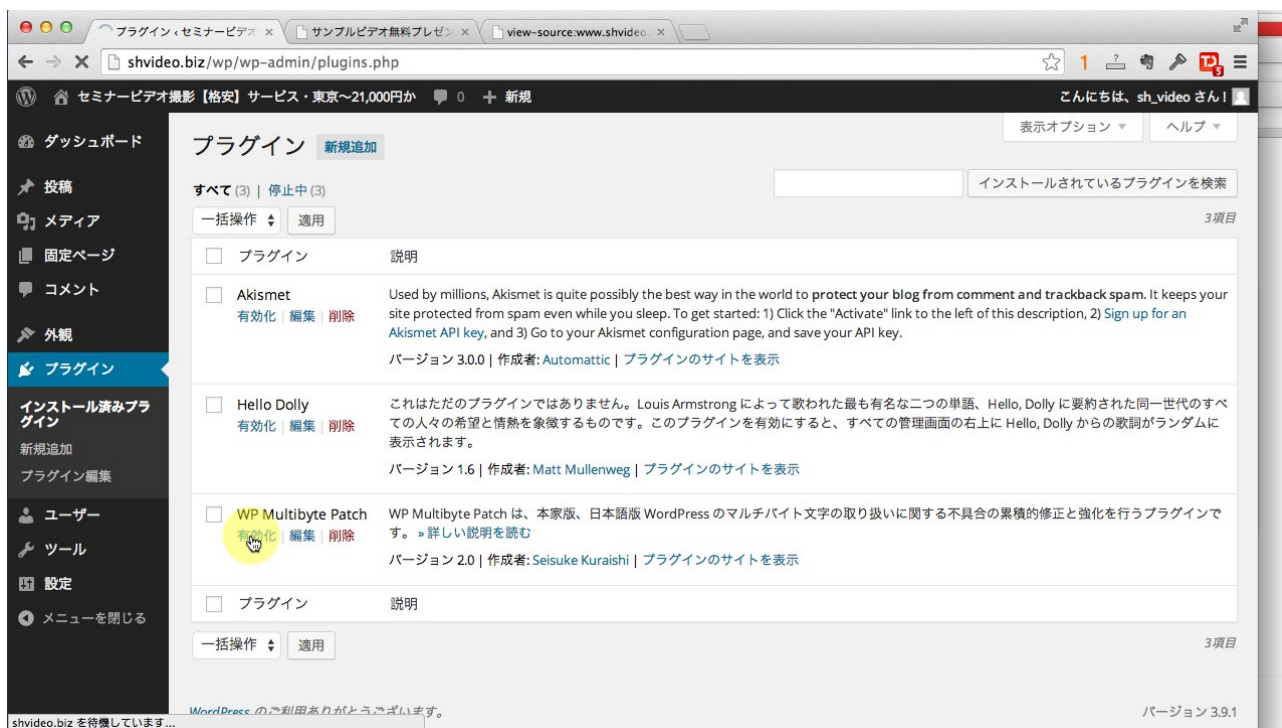 プラグイン ‹ セミナービデオ
サンプルビデオ無料プレゼン
view-source:www.shvideo.
shvideo.biz/wp/wp-admin/plugins.php
1
?
5
セミナービデオ撮影【格安】サービス・東京～21,000円か
0
新規
こんにちは、sh_video さん!
ダッシュボード
投稿
メディア
固定ページ
コメント
外観
プラグイン
インストール済みプラ
グイン
新規追加
プラグイン編集
ユーザー
ツール
設定
メニューを閉じる
プラグイン 新規追加
表示オプション
ヘルプ
すべて (3) | 停止中 (3)
インストールされているプラグインを検索
一括操作 適用
3項目
プラグイン 説明
Akismet
有効化 | 編集 | 削除
Used by millions, Akismet is quite possibly the best way in the world to protect your blog from comment and trackback spam. It keeps your
site protected from spam even while you sleep. To get started: 1) Click the "Activate" link to the left of this description, 2) Sign up for an
Akismet API key, and 3) Go to your Akismet configuration page, and save your API key.
バージョン 3.0.0 | 作成者: Automattic | プラグインのサイトを表示
Hello Dolly
有効化 | 編集 | 削除
これはただのプラグインではありません。Louis Armstrong によって歌われた最も有名な二つの単語、Hello, Dolly に要約された同一世代のすべ
ての人々の希望と情熱を象徴するものです。このプラグインを有効にすると、すべての管理画面の右上に Hello, Dolly からの歌詞がランダムに
表示されます。
バージョン 1.6 | 作成者: Matt Mullenweg | プラグインのサイトを表示
WP Multibyte Patch
有効化 | 編集 | 削除
WP Multibyte Patch は、本家版、日本語版 WordPress のマルチバイト文字の取り扱いに関する不具合の累積的修正と強化を行うプラグインで
す。 » 詳しい説明を読む
バージョン 2.0 | 作成者: Seisuke Kuraishi | プラグインのサイトを表示
プラグイン 説明
一括操作 適用
3項目
WordPress のご利用ありがとうございます。
バージョン 3.9.1
shvideo.biz を待機しています...